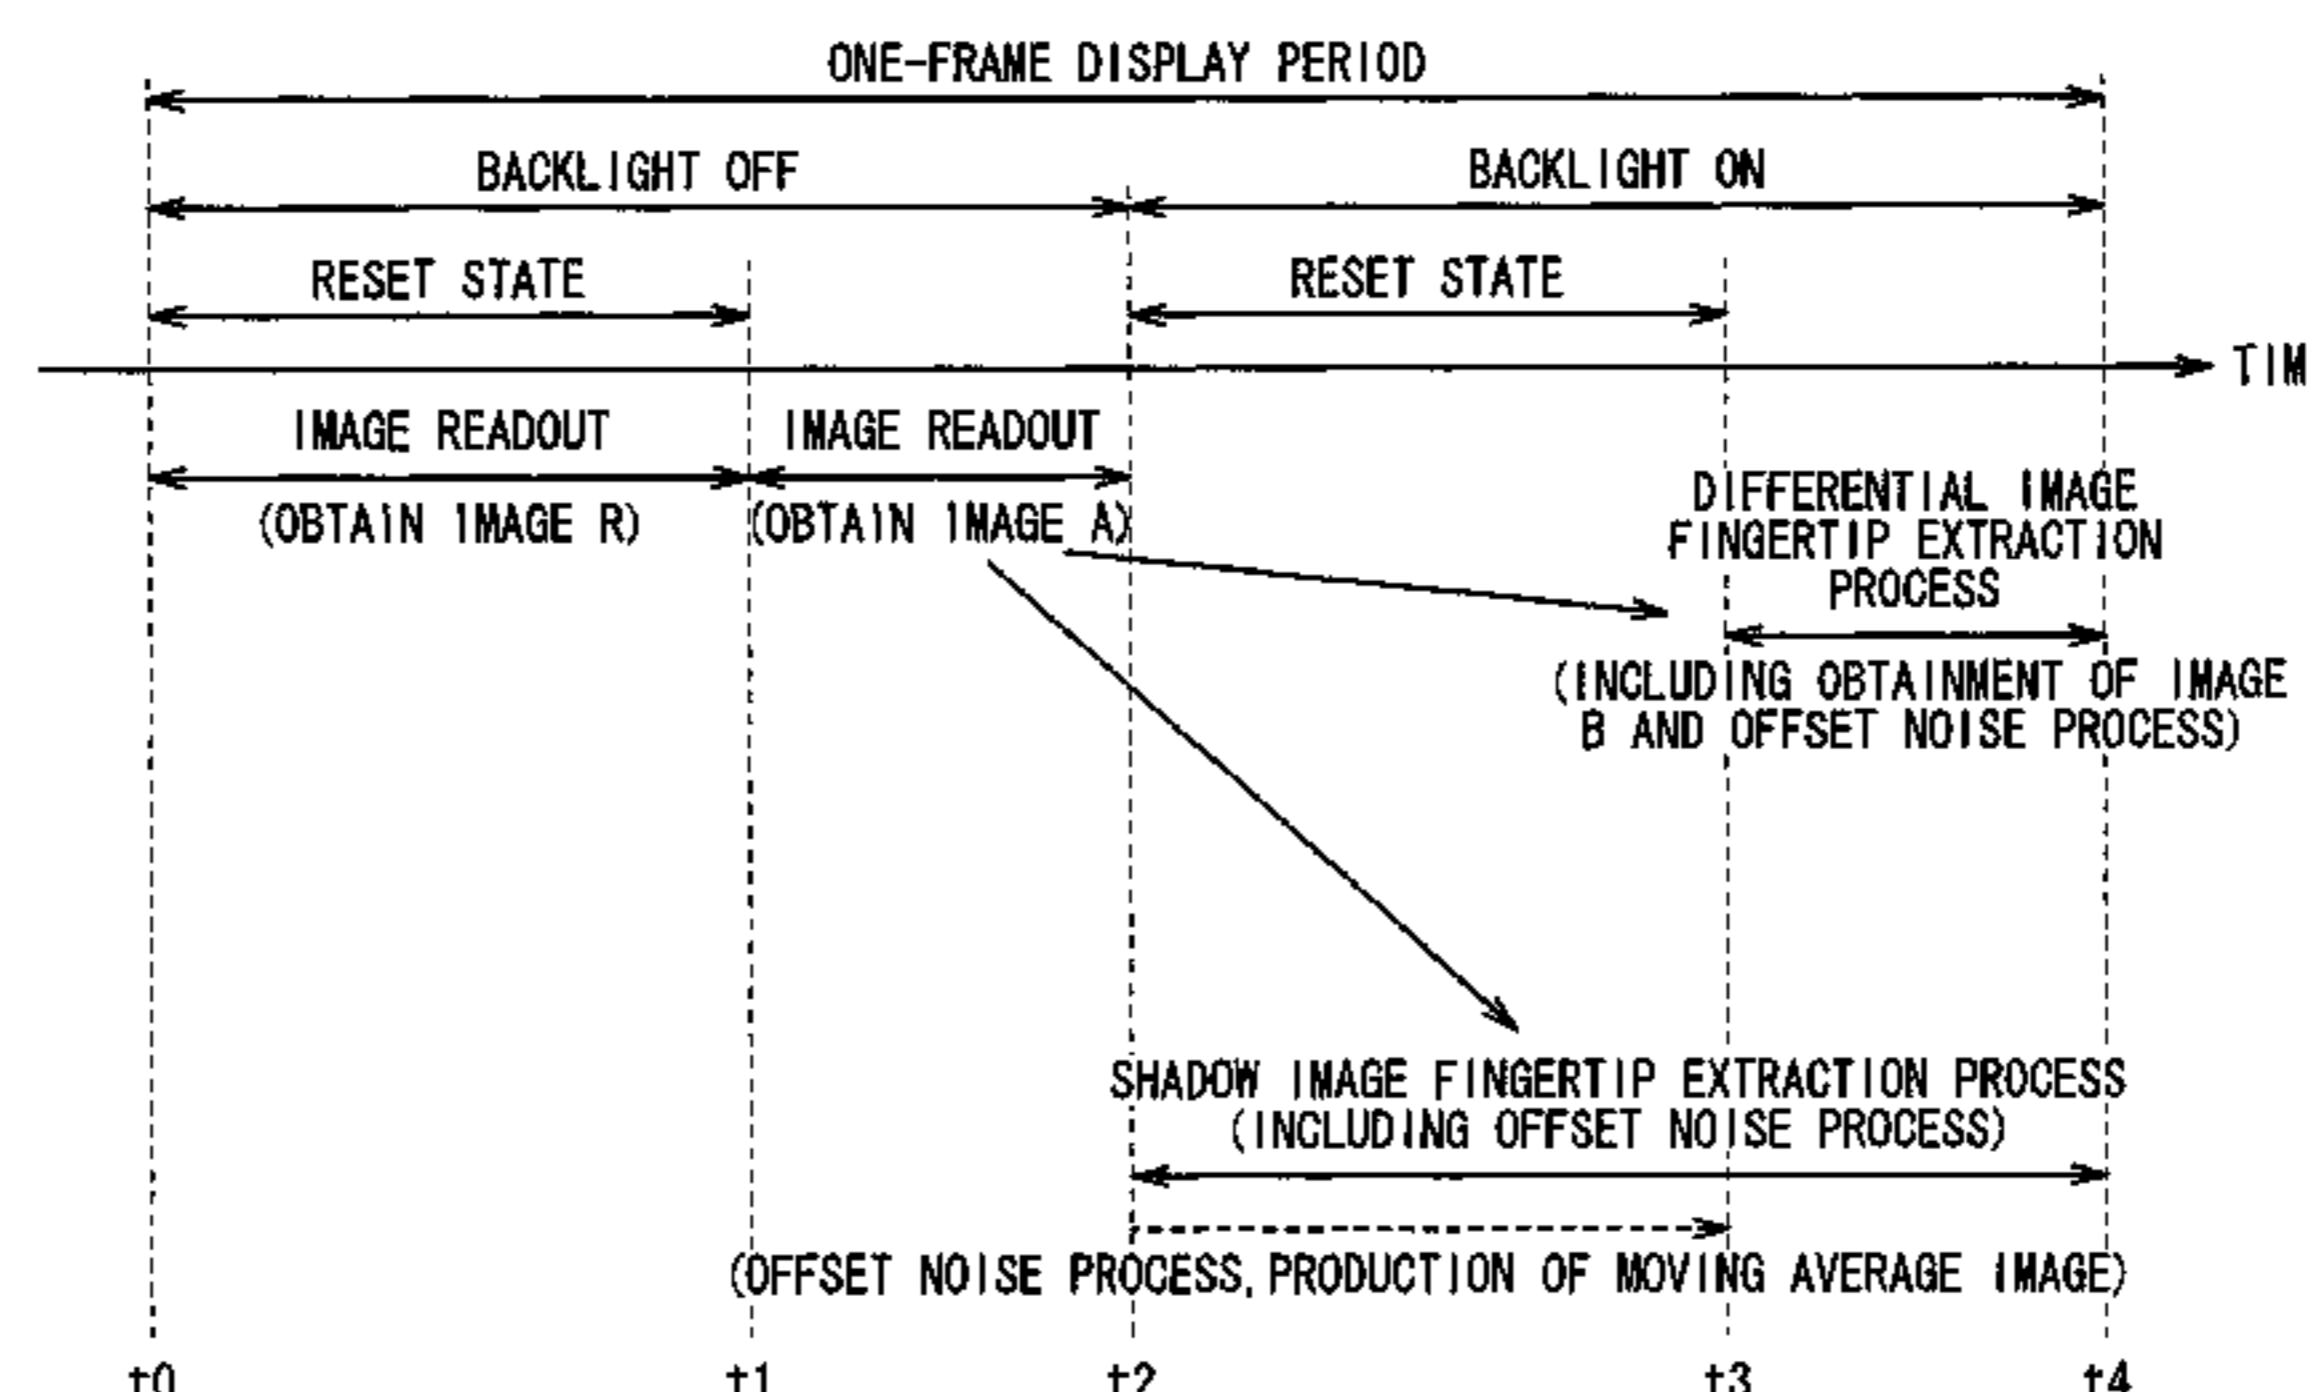 ONE-FRAME DISPLAY PERIOD
BACKLIGHT OFF
BACKLIGHT ON
RESET STATE
RESET STATE
TIM
IMAGE READOUT
IMAGE READOUT
(OBTAIN IMAGE R)
(OBTAIN IMAGE A)
DIFFERENTIAL IMAGE
FINGERTIP EXTRACTION
PROCESS
(INCLUDING OBTAINMENT OF IMAGE
B AND OFFSET NOISE PROCESS)
SHADOW IMAGE FINGERTIP EXTRACTION PROCESS
(INCLUDING OFFSET NOISE PROCESS)
(OFFSET NOISE PROCESS, PRODUCTION OF MOVING AVERAGE IMAGE)
t0 t1 t2 t3 t4